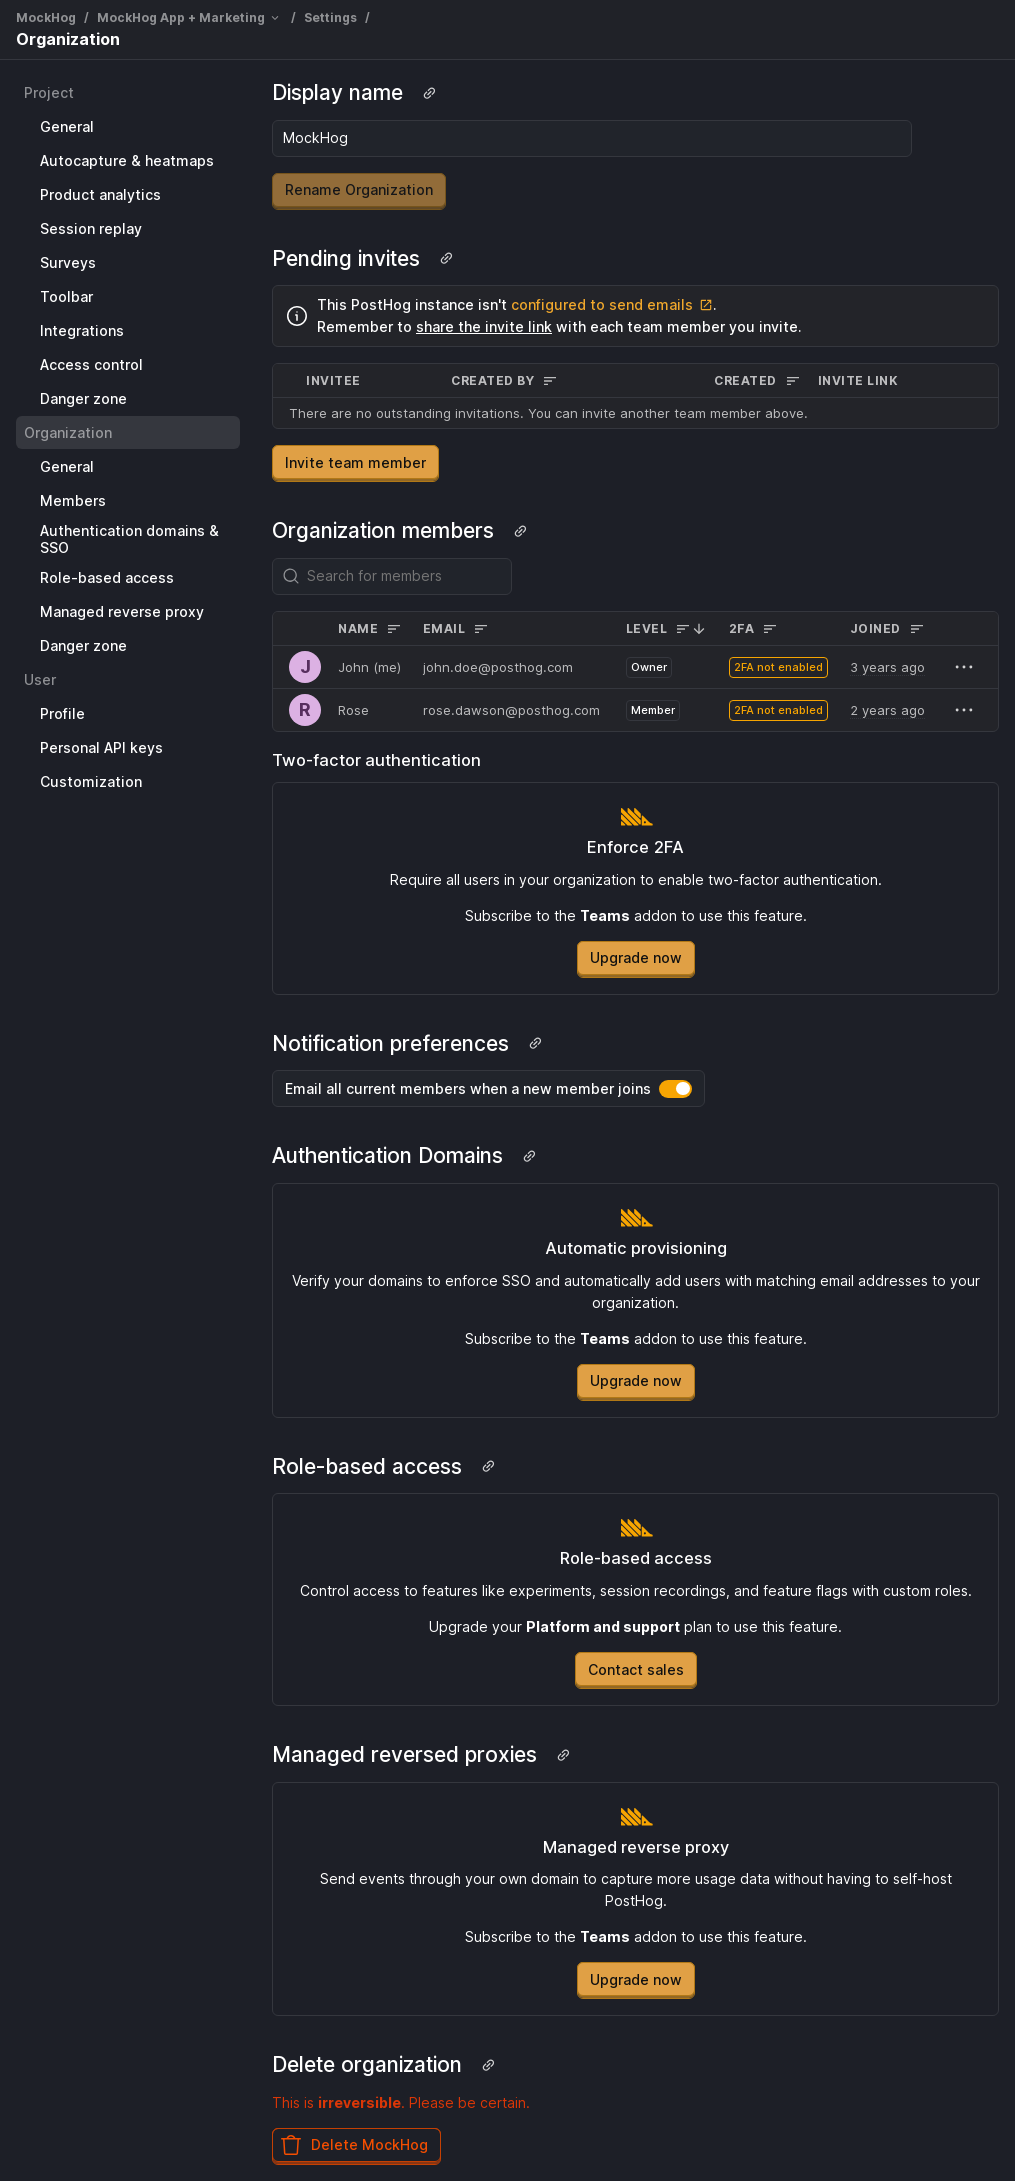 MockHog / MockHog App + Marketing / Settings /
Organization
Project
General
Autocapture & heatmaps
Product analytics
Session replay
Surveys
Toolbar
Integrations
Access control
Danger zone
Organization
General
Members
Authentication domains &
SSO
Role-based access
Managed reverse proxy
Danger zone
User
Profile
Personal API keys
Customization
Display name
MockHog
Rename Organization
Pending invites
This PostHog instance isn't configured to send emails .
Remember to share the invite link with each team member you invite.
INVITEE CREATED BY CREATED INVITE LINK
There are no outstanding invitations. You can invite another team member above.
Invite team member
Organization members
Search for members
NAME EMAIL LEVEL 2FA JOINED
J John (me) john.doe@posthog.com Owner 2FA not enabled 3 years ago
R Rose rose.dawson@posthog.com Member 2FA not enabled 2 years ago
Two-factor authentication
Enforce 2FA
Require all users in your organization to enable two-factor authentication.
Subscribe to the Teams addon to use this feature.
Upgrade now
Notification preferences
Email all current members when a new member joins
Authentication Domains
Automatic provisioning
Verify your domains to enforce SSO and automatically add users with matching email addresses to your
organization.
Subscribe to the Teams addon to use this feature.
Upgrade now
Role-based access
Role-based access
Control access to features like experiments, session recordings, and feature flags with custom roles.
Upgrade your Platform and support plan to use this feature.
Contact sales
Managed reversed proxies
Managed reverse proxy
Send events through your own domain to capture more usage data without having to self-host
PostHog.
Subscribe to the Teams addon to use this feature.
Upgrade now
Delete organization
This is irreversible. Please be certain.
Delete MockHog